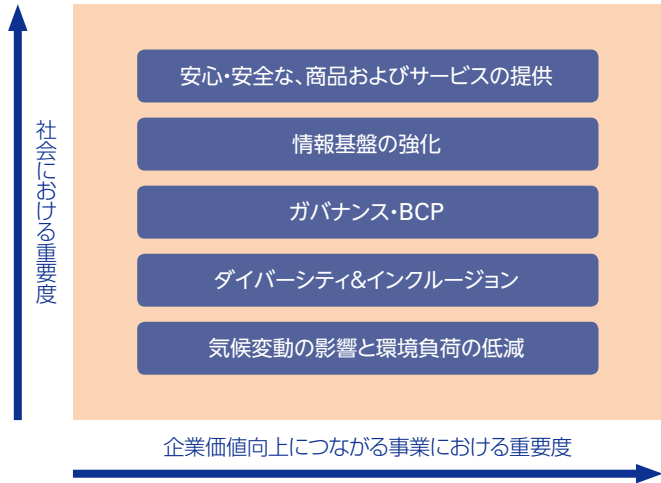 安心・安全な、商品およびサービスの提供
情報基盤の強化
ガバナンス・BCP
ダイバーシティ&インクルージョン
気候変動の影響と環境負荷の低減
社会における重要度
企業価値向上につながる事業における重要度